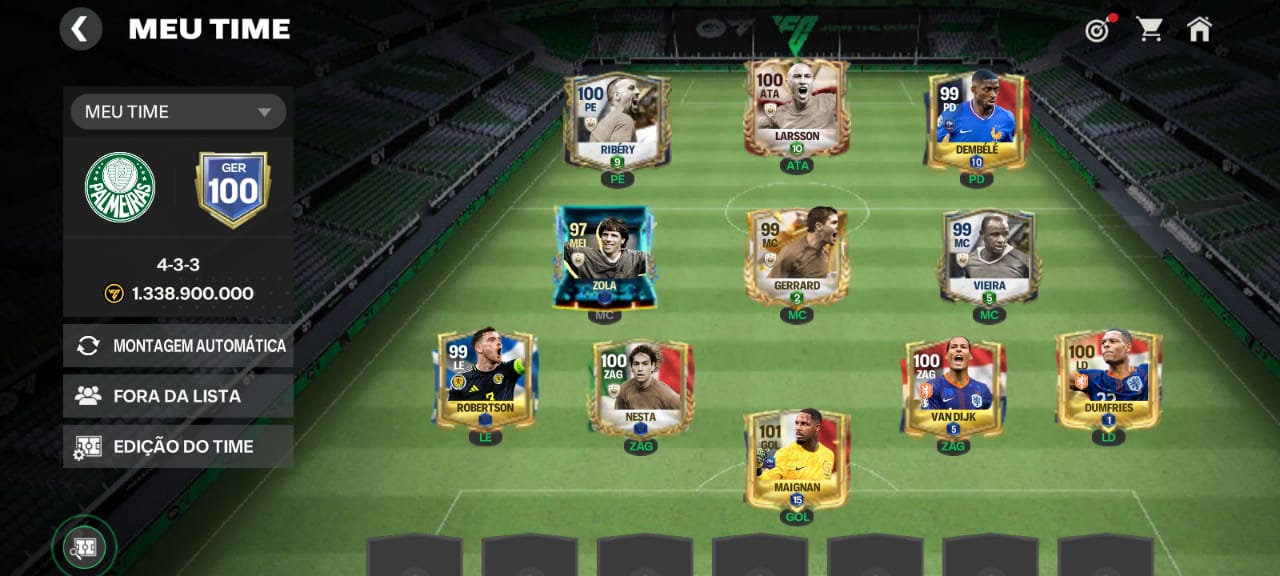 MEU TIME
MEU TIME
PALMEIRAS
GER
100
4-3-3
1.338.900.000
MONTAGEM AUTOMÁTICA
FORA DA LISTA
EDIÇÃO DO TIME
100
PE
RIBÉRY
9
PE
100
ATA
LARSSON
10
ATA
99
PD
DEMBÉLÉ
10
PD
97
MEI
ZOLA
MC
99
MC
GERRARD
2
MC
99
MC
VIEIRA
5
MC
99
LE
ROBERTSON
LE
100
ZAG
NESTA
ZAG
100
ZAG
VAN DIJK
5
ZAG
100
LD
DUMFRIES
1
LD
101
GOL
MAIGNAN
15
GOL